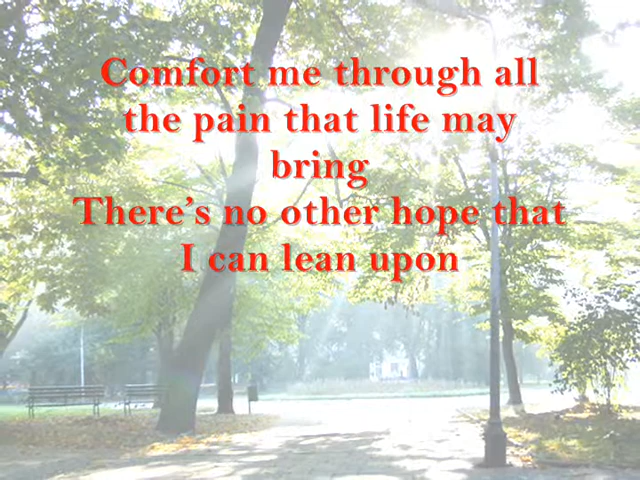 Comfort me through all
the pain that life may
bring
There's no other hope that
I can lean upon